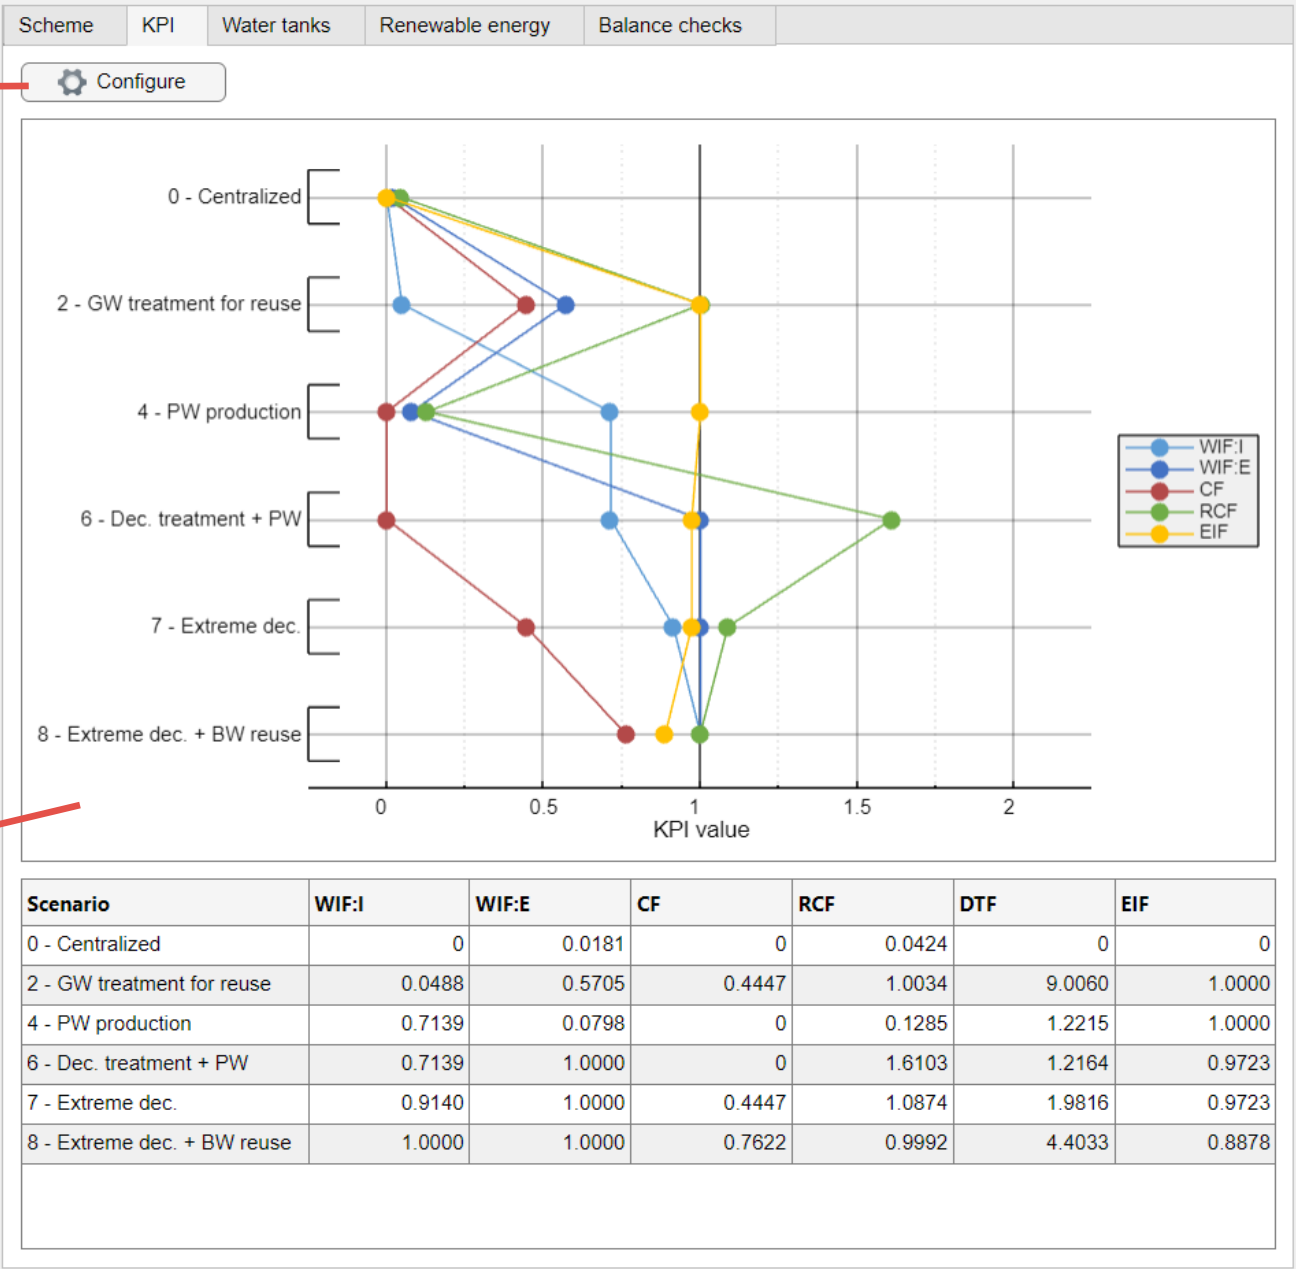 Scheme KPI Water tanks Renewable energy Balance checks
Configure
0 - Centralized
2 - GW treatment for reuse
4 - PW production
6 - Dec. treatment + PW
7 - Extreme dec.
8 - Extreme dec. + BW reuse
WIF:I
WIF:E
CF
RCF
EIF
0 0.5 1 1.5 2
KPI value
Scenario WIF:I WIF:E CF RCF DTF EIF
0 - Centralized 0 0.0181 0 0.0424 0 0
2 - GW treatment for reuse 0.0488 0.5705 0.4447 1.0034 9.0060 1.0000
4 - PW production 0.7139 0.0798 0 0.1285 1.2215 1.0000
6 - Dec. treatment + PW 0.7139 1.0000 0 1.6103 1.2164 0.9723
7 - Extreme dec. 0.9140 1.0000 0.4447 1.0874 1.9816 0.9723
8 - Extreme dec. + BW reuse 1.0000 1.0000 0.7622 0.9992 4.4033 0.8878